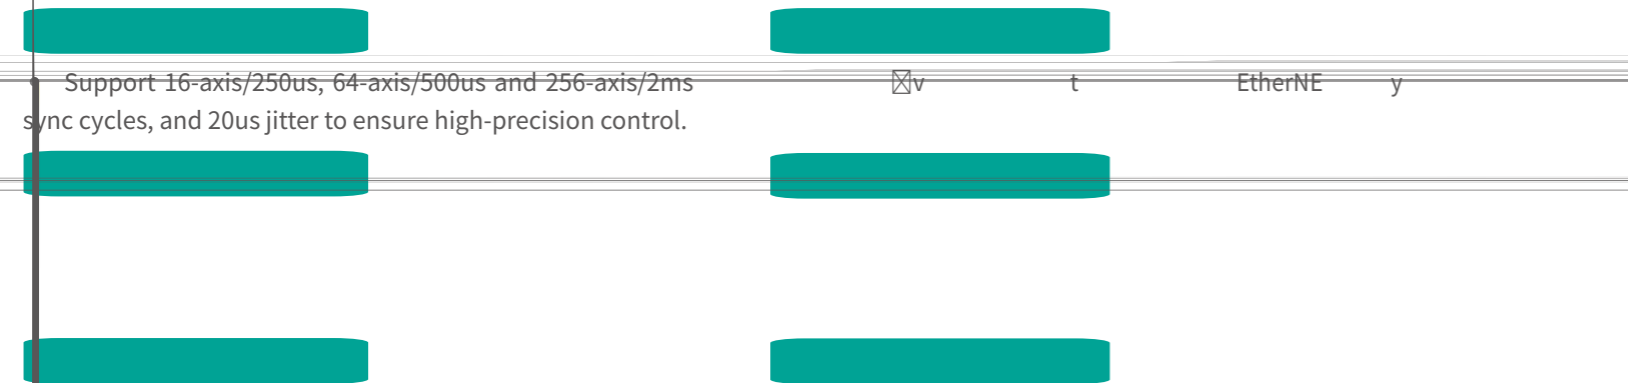 Support 16-axis/250us, 64-axis/500us and 256-axis/2ms
sync cycles, and 20us jitter to ensure high-precision control.
v t EtherNE y